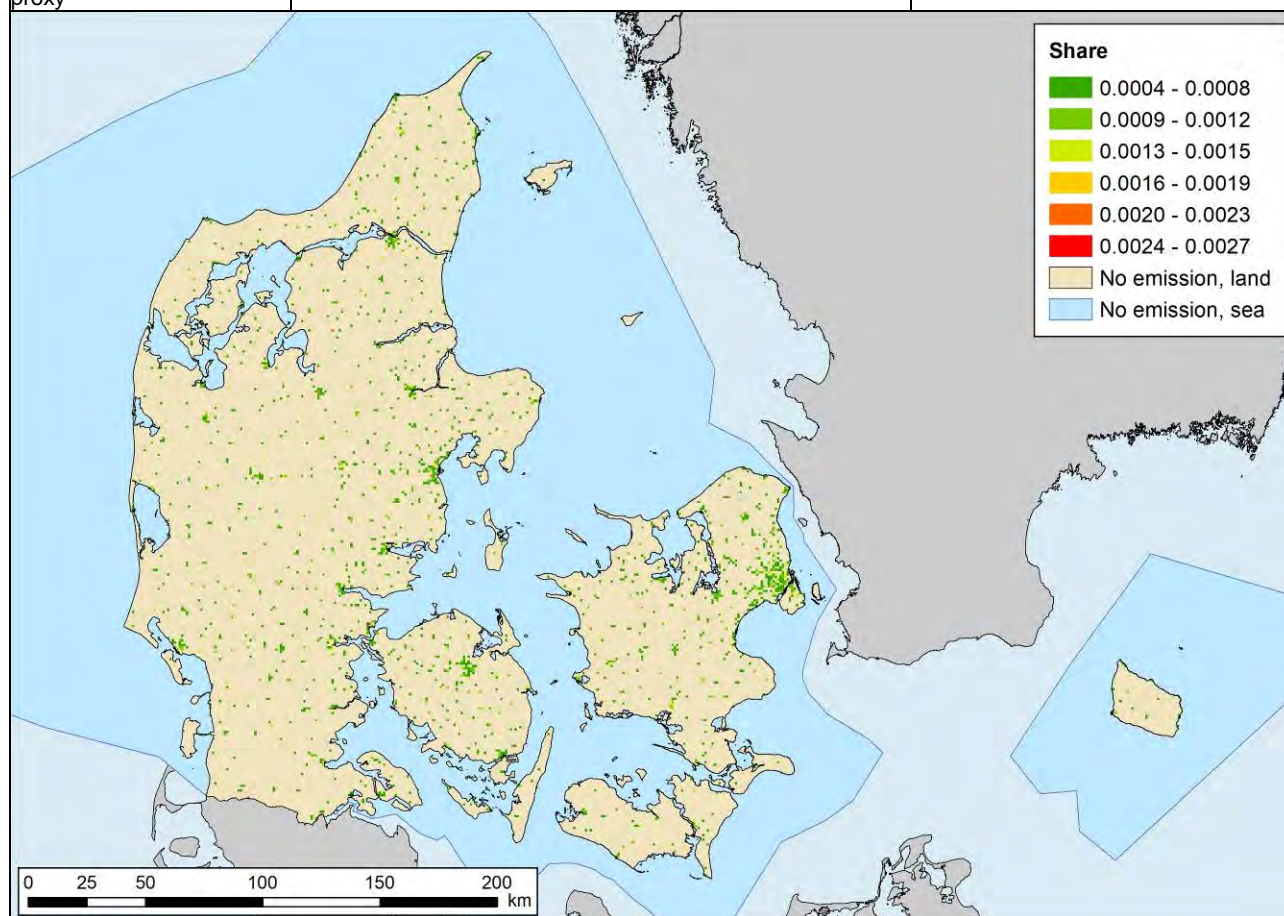 proxy
Share
0.0004 - 0.0008
0.0009 - 0.0012
0.0013 - 0.0015
0.0016 - 0.0019
0.0020 - 0.0023
0.0024 - 0.0027
No emission, land
No emission, sea
0 25 50 100 150 200
km